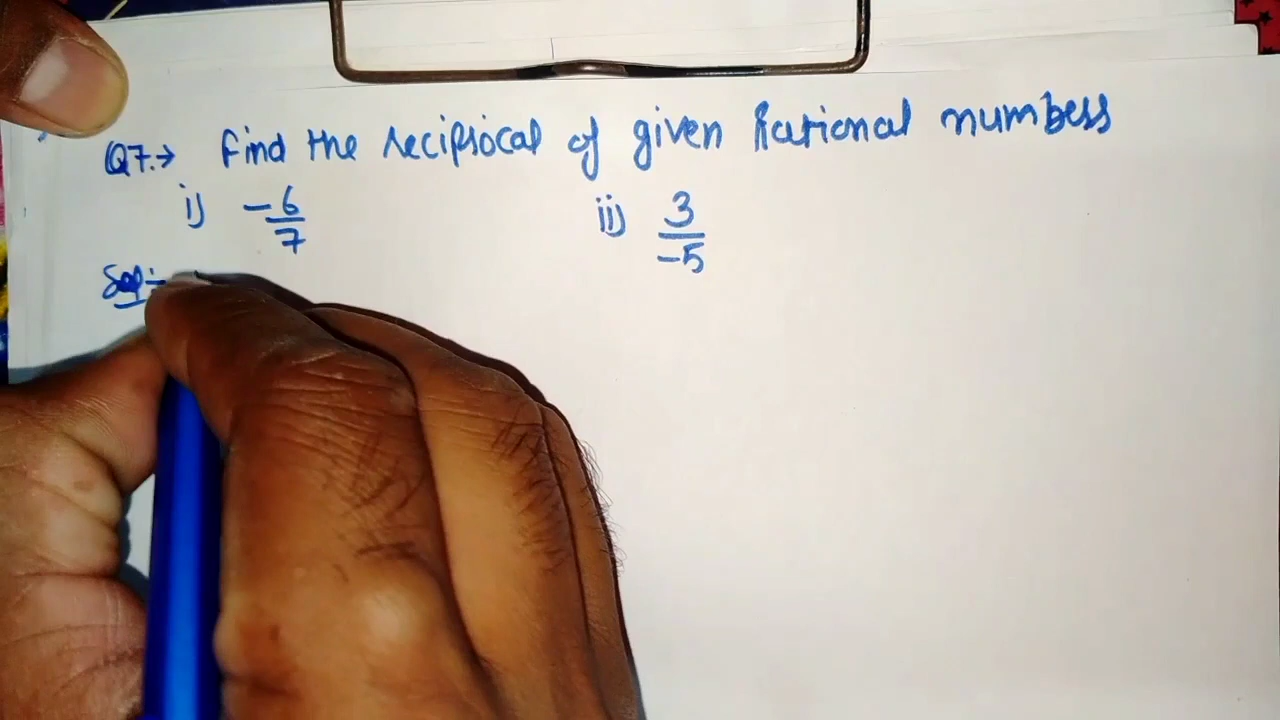 Q7.→ Find the reciprocal of given Rational numbers
i) -6/7 ii) 3/-5
Sol:-